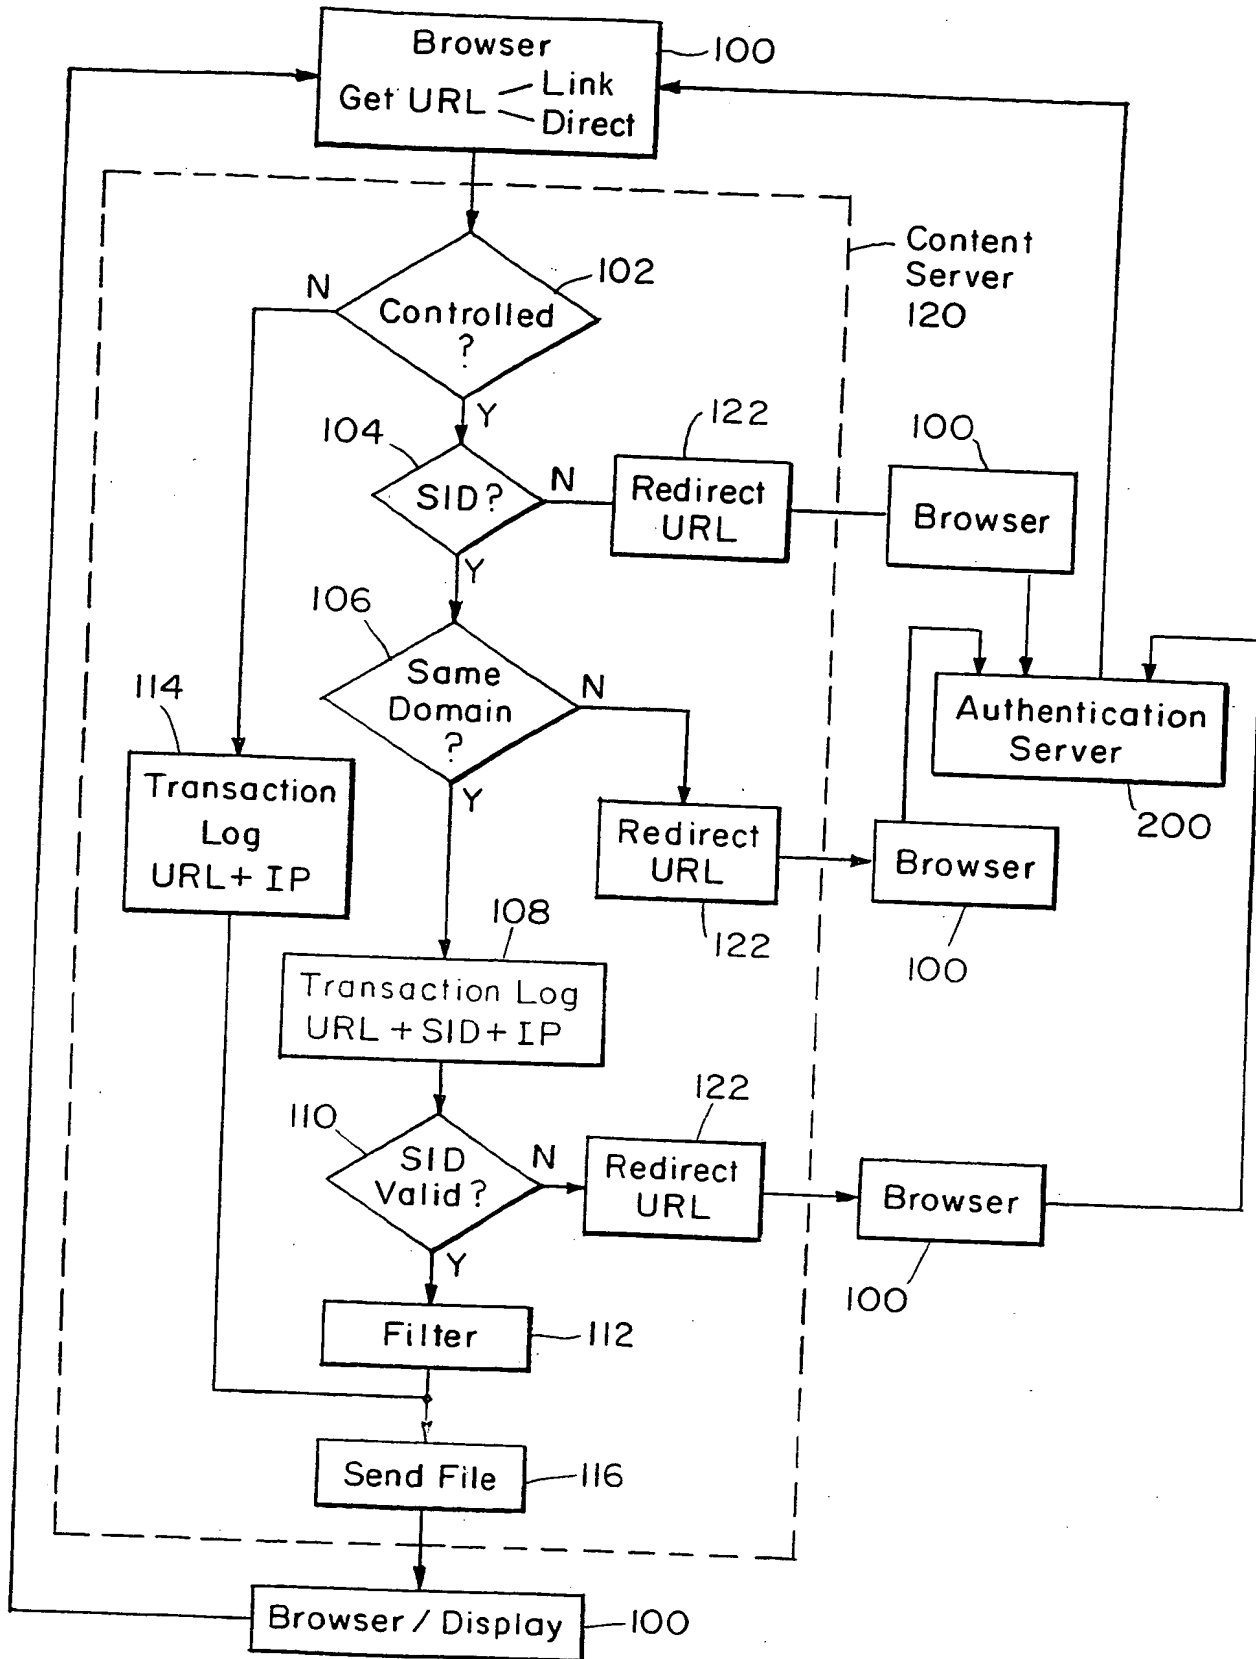 Browser
100
Get URL
Link
Direct
Content
Server
120
102
N
Controlled
?
Y
104
SID?
N
122
Redirect
URL
100
Browser
Y
106
Same
Domain
?
N
Y
114
Transaction
Log
URL + IP
Authentication
Server
200
Redirect
URL
122
Browser
100
108
Transaction Log
URL + SID + IP
110
SID
Valid?
N
122
Redirect
URL
Browser
100
Y
Filter
112
Send File
116
Browser / Display
100